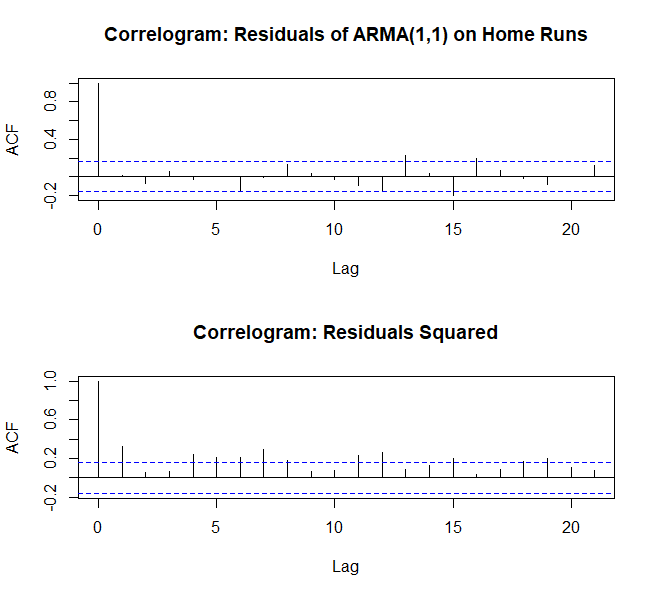 Correlogram: Residuals of ARMA(1,1) on Home Runs
ACF
-0.2 0.4 0.8
0 5 10 15 20
Lag
Correlogram: Residuals Squared
ACF
-0.2 0.2 0.6 1.0
0 5 10 15 20
Lag